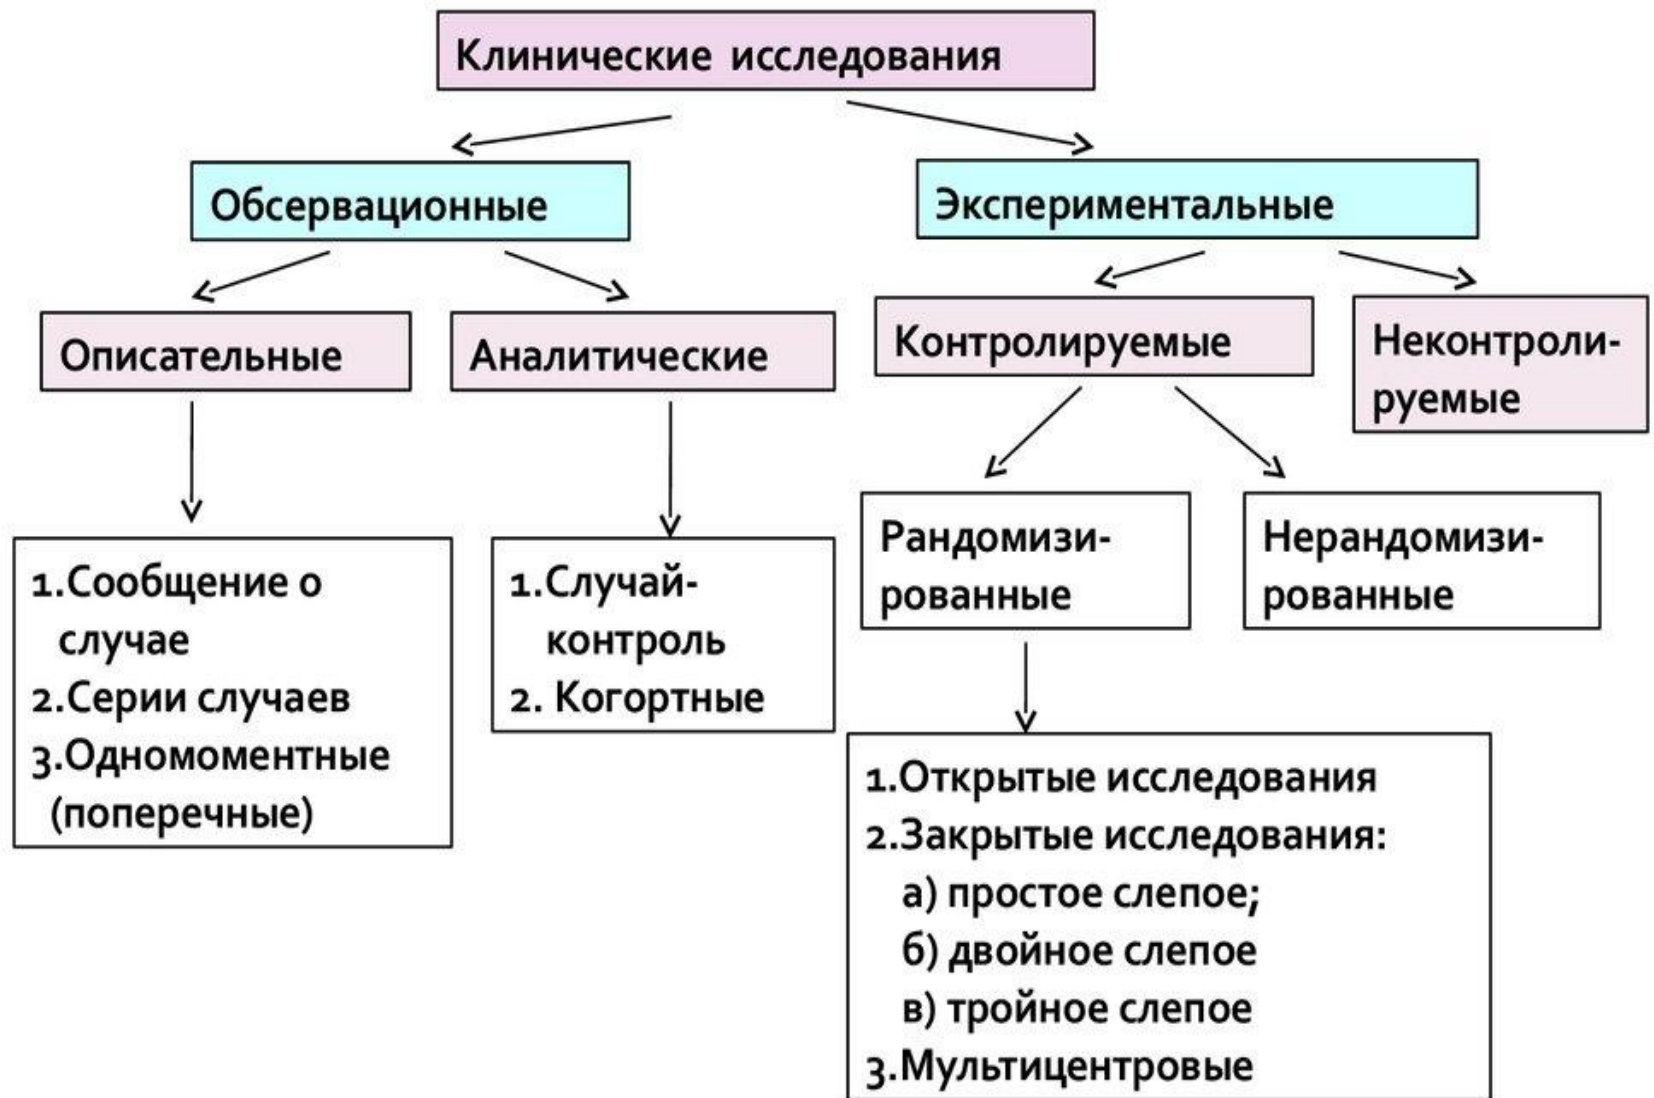 Клинические исследования
Обсервационные
Экспериментальные
Описательные
Аналитические
Контролируемые
Неконтроли-
руемые
Рандомизи-
рованные
Нерандомизи-
рованные
1.Сообщение о
случае
2.Серии случаев
3.Одномоментные
(поперечные)
1.Случай-
контроль
2. Когортные
1.Открытые исследования
2.Закрытые исследования:
а) простое слепое;
б) двойное слепое
в) тройное слепое
3.Мультицентровые